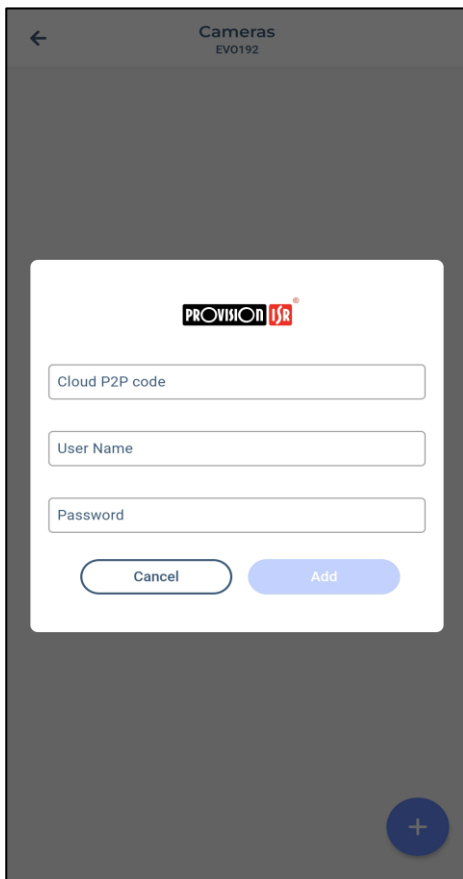 Cameras
EVO192
PROVISION ISR®
Cloud P2P code
User Name
Password
Cancel Add
+